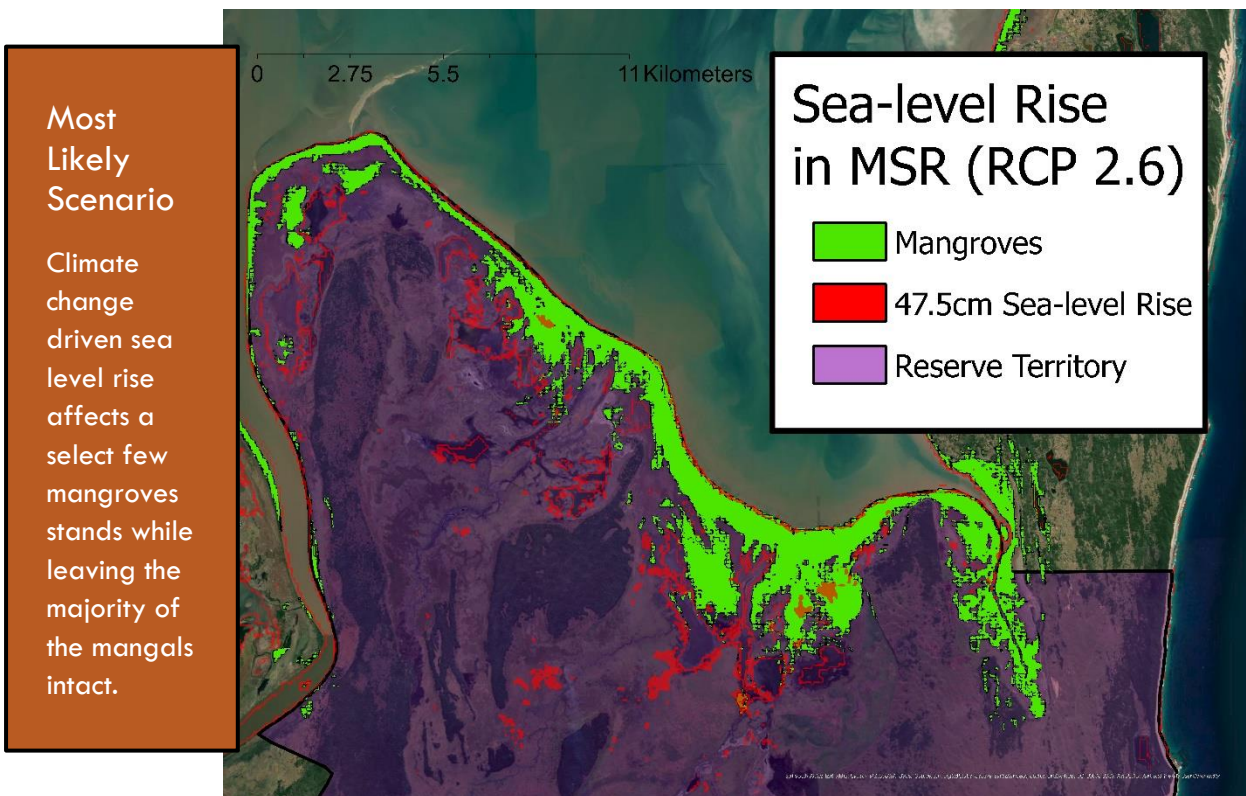 Most
Likely
Scenario
Climate
change
driven sea
level rise
affects a
select few
mangroves
stands while
leaving the
majority of
the mangals
intact.
0 2.75 5.5 11 Kilometers
Sea-level Rise
in MSR (RCP 2.6)
Mangroves
47.5cm Sea-level Rise
Reserve Territory